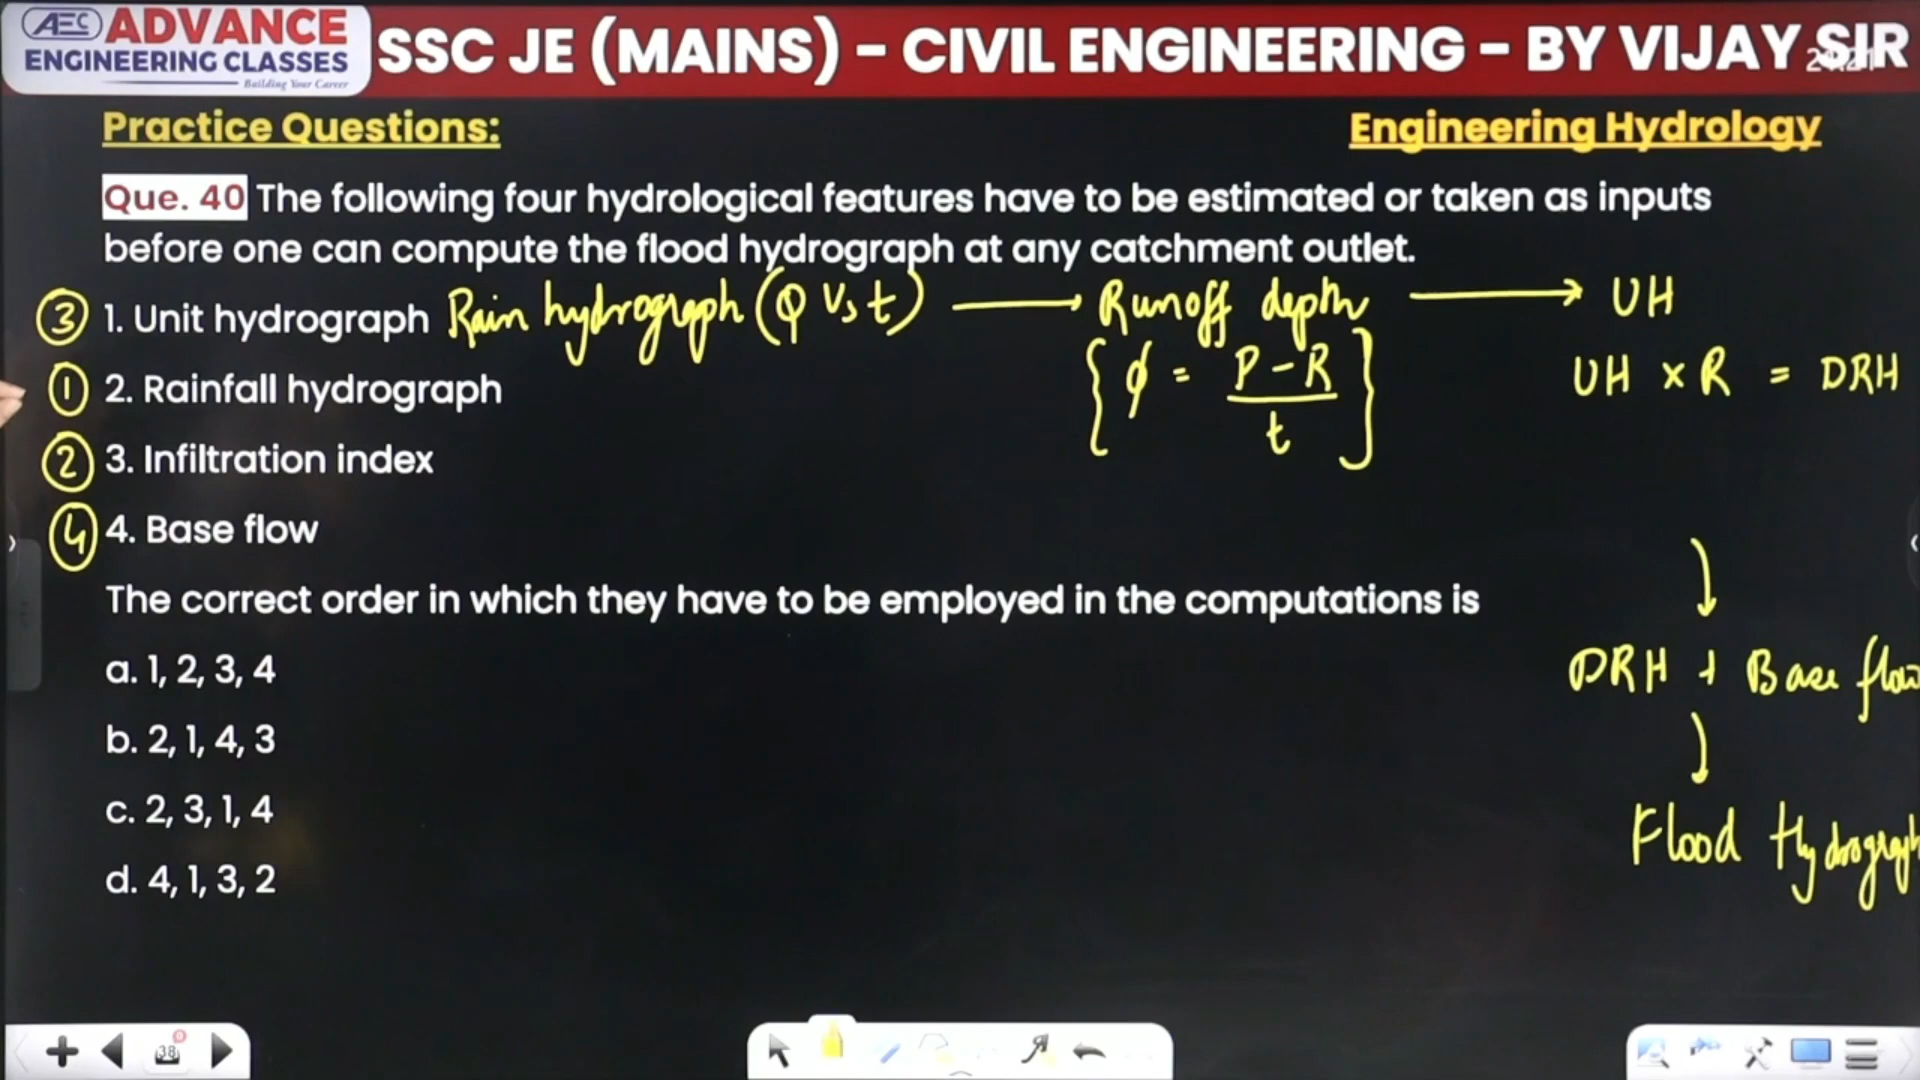 AEC ADVANCE
ENGINEERING CLASSES
Building Your Career
SSC JE (MAINS) - CIVIL ENGINEERING - BY VIJAY SIR
Practice Questions:
Engineering Hydrology
Que. 40 The following four hydrological features have to be estimated or taken as inputs
before one can compute the flood hydrograph at any catchment outlet.
③ 1. Unit hydrograph Rain hydrograph (Q Vs t) → Runoff depth → UH
{ϕ = P - R / t}
UH × R = DRH
① 2. Rainfall hydrograph
② 3. Infiltration index
④ 4. Base flow
The correct order in which they have to be employed in the computations is
a. 1, 2, 3, 4
b. 2, 1, 4, 3
c. 2, 3, 1, 4
d. 4, 1, 3, 2
↓
DRH + Base flow
↓
Flood Hydrograph
38